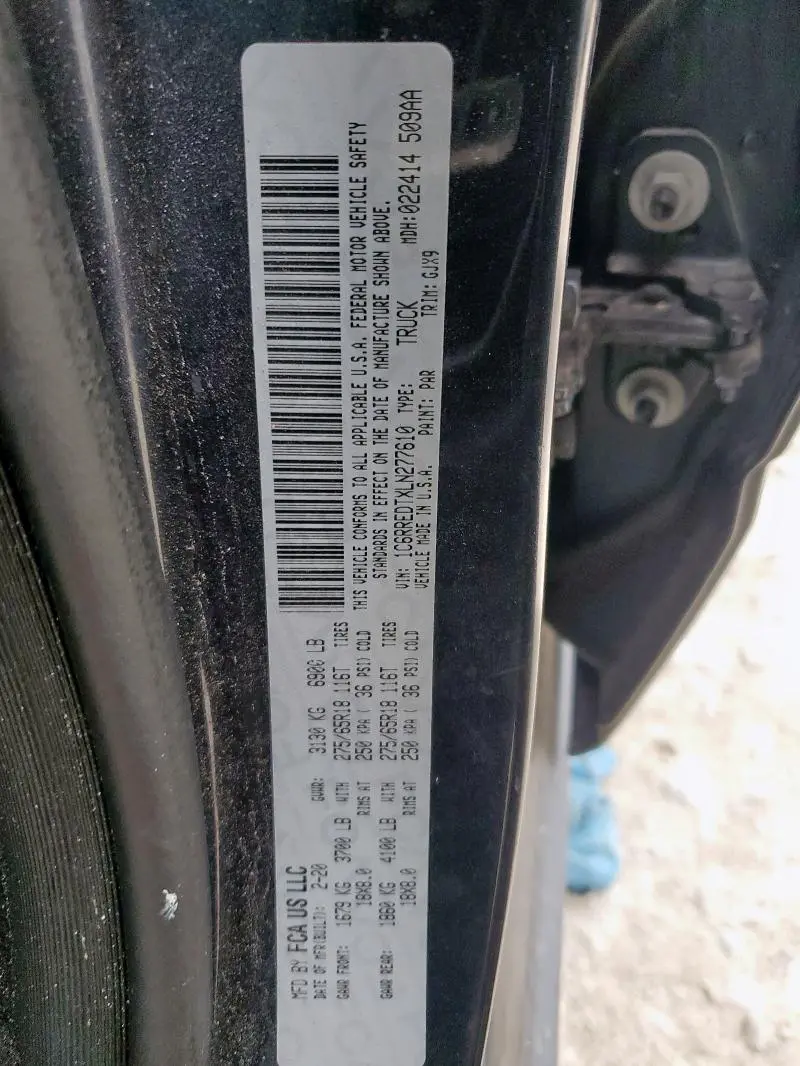 MFD BY FCA US LLC
DATE OF MFR(BUILT): 2-20 GVWR: 3130 KG 6900 LB
GAWR FRONT: 1679 KG 3700 LB WITH 275/65R18 116T TIRES
18X8.0 RIMS AT 250 KPA ( 36 PSI) COLD
GAWR REAR: 1860 KG 4100 LB WITH 275/65R18 116T TIRES
18X8.0 RIMS AT 250 KPA ( 36 PSI) COLD
THIS VEHICLE CONFORMS TO ALL APPLICABLE U.S.A. FEDERAL MOTOR VEHICLE SAFETY
STANDARDS IN EFFECT ON THE DATE OF MANUFACTURE SHOWN ABOVE.
VIN: 1C6RREDTXLN277610 TYPE: TRUCK MDH:022414 509AA
VEHICLE MADE IN U.S.A. PAINT: PAR TRIM: GJX9